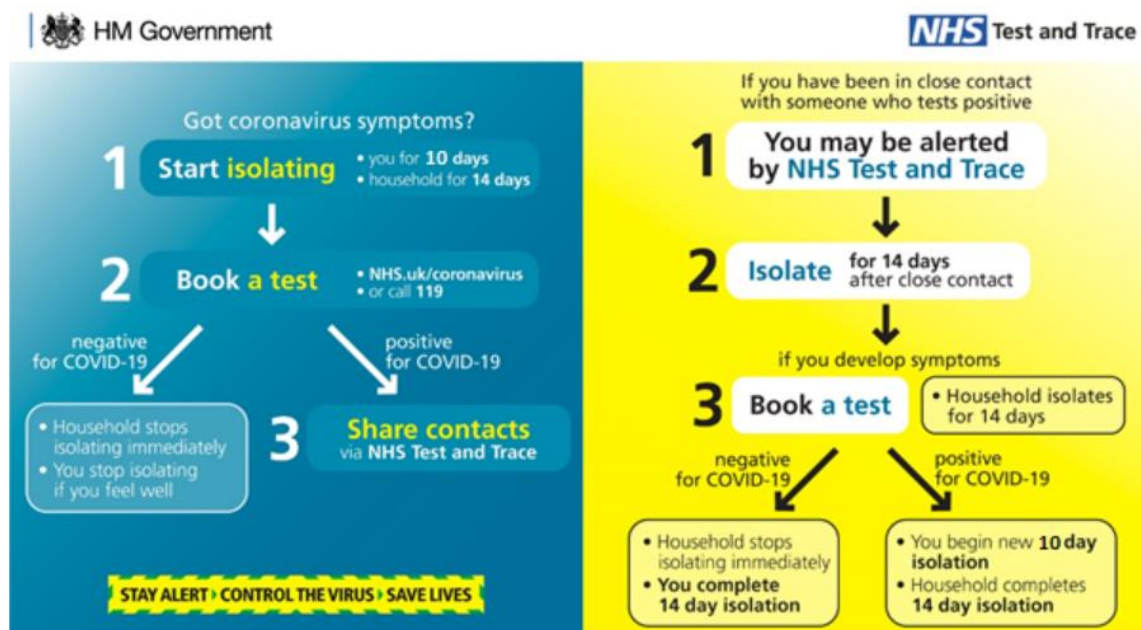 HM Government
NHS Test and Trace
Got coronavirus symptoms?
1
Start isolating
• you for 10 days
• household for 14 days
2
Book a test
• NHS.uk/coronavirus
• or call 119
negative
for COVID-19
positive
for COVID-19
• Household stops
isolating immediately
• You stop isolating
if you feel well
3
Share contacts
via NHS Test and Trace
STAY ALERT CONTROL THE VIRUS SAVE LIVES
If you have been in close contact
with someone who tests positive
1
You may be alerted
by NHS Test and Trace
2
Isolate
for 14 days
after close contact
if you develop symptoms
3
Book a test
• Household isolates
for 14 days
negative
for COVID-19
positive
for COVID-19
• Household stops
isolating immediately
• You complete
14 day isolation
• You begin new 10 day
isolation
• Household completes
14 day isolation